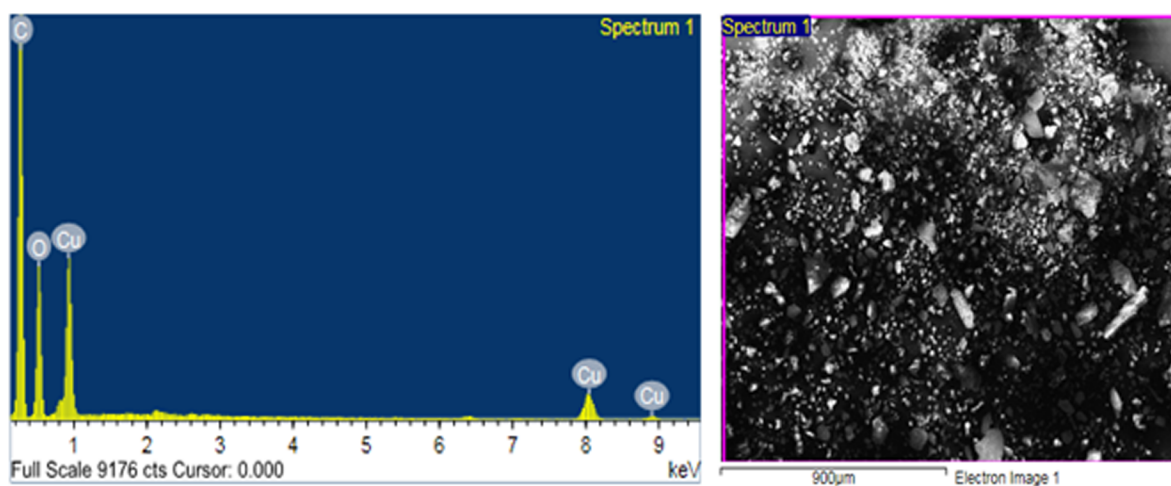 C
Spectrum 1
O
Cu
Cu
Cu
1 2 3 4 5 6 7 8 9
Full Scale 9176 cts Cursor: 0.000
keV
Spectrum 1
900µm
Electron Image 1